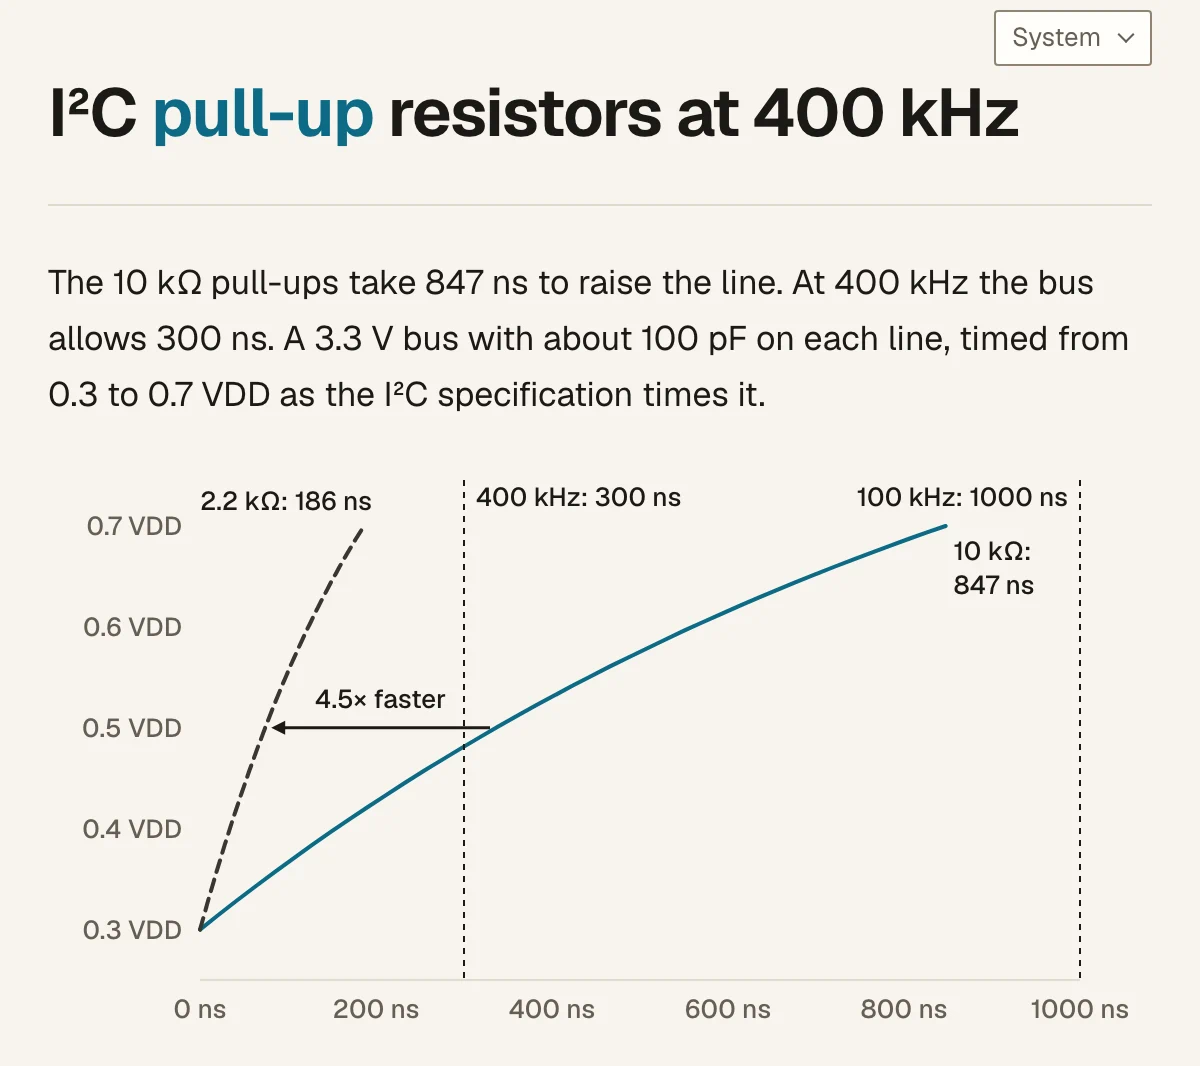 System
I²C pull-up resistors at 400 kHz
The 10 kΩ pull-ups take 847 ns to raise the line. At 400 kHz the bus
allows 300 ns. A 3.3 V bus with about 100 pF on each line, timed from
0.3 to 0.7 VDD as the I²C specification times it.
2.2 kΩ: 186 ns
400 kHz: 300 ns
100 kHz: 1000 ns
0.7 VDD
10 kΩ:
847 ns
0.6 VDD
4.5× faster
0.5 VDD
0.4 VDD
0.3 VDD
0 ns
200 ns
400 ns
600 ns
800 ns
1000 ns